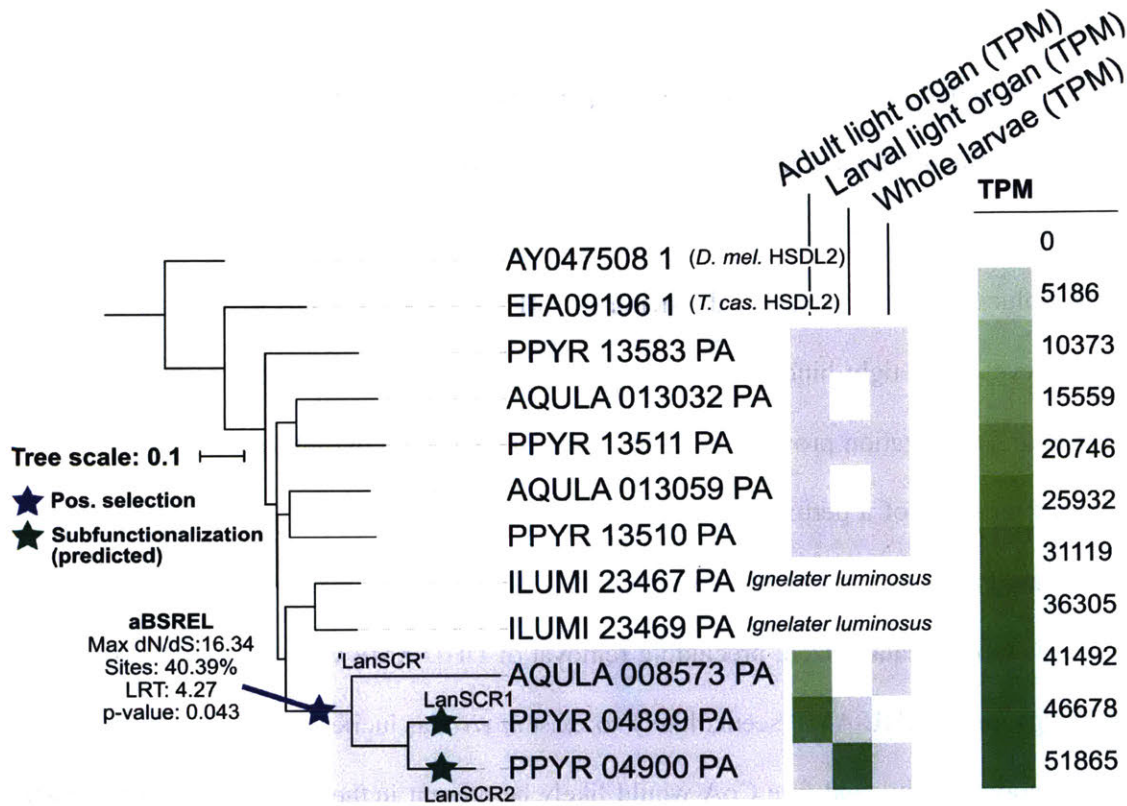 Adult light organ (TPM)
Larval light organ (TPM)
Whole larvae (TPM)
TPM
0
5186
10373
15559
20746
25932
31119
36305
41492
46678
51865
AY047508 1 (D. mel. HSDL2)
EFA09196 1 (T. cas. HSDL2)
PPYR 13583 PA
AQULA 013032 PA
PPYR 13511 PA
AQULA 013059 PA
PPYR 13510 PA
ILUMI 23467 PA Ignelater luminosus
ILUMI 23469 PA Ignelater luminosus
AQULA 008573 PA
PPYR 04899 PA
PPYR 04900 PA
Tree scale: 0.1
Pos. selection
Subfunctionalization
(predicted)
aBSREL
Max dN/dS:16.34
Sites: 40.39%
LRT: 4.27
p-value: 0.043
'LanSCR'
LanSCR1
LanSCR2